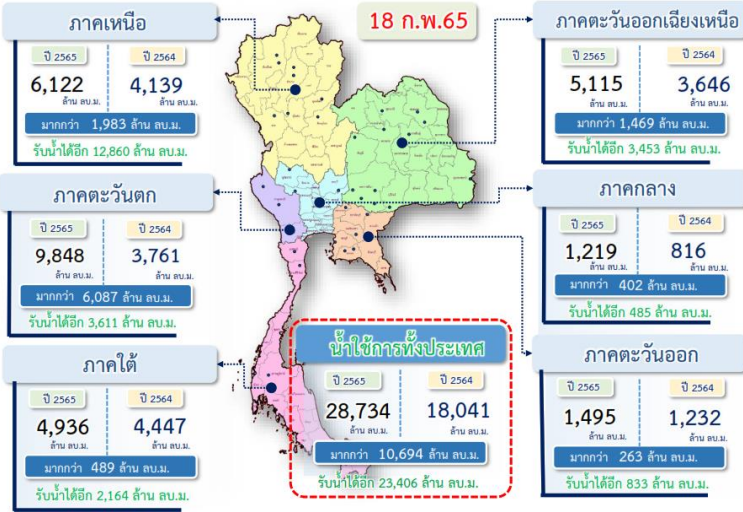 18 ก.พ.65
ภาคเหนือ
ปี 2565 ปี 2564
6,122 4,139
ล้าน ลบ.ม. ล้าน ลบ.ม.
มากกว่า 1,983 ล้าน ลบ.ม.
รับน้ำได้อีก 12,860 ล้าน ลบ.ม.
ภาคตะวันตก
ปี 2565 ปี 2564
9,848 3,761
ล้าน ลบ.ม. ล้าน ลบ.ม.
มากกว่า 6,087 ล้าน ลบ.ม.
รับน้ำได้อีก 3,611 ล้าน ลบ.ม.
ภาคใต้
ปี 2565 ปี 2564
4,936 4,447
ล้าน ลบ.ม. ล้าน ลบ.ม.
มากกว่า 489 ล้าน ลบ.ม.
รับน้ำได้อีก 2,164 ล้าน ลบ.ม.
ภาคตะวันออกเฉียงเหนือ
ปี 2565 ปี 2564
5,115 3,646
ล้าน ลบ.ม. ล้าน ลบ.ม.
มากกว่า 1,469 ล้าน ลบ.ม.
รับน้ำได้อีก 3,453 ล้าน ลบ.ม.
ภาคกลาง
ปี 2565 ปี 2564
1,219 816
ล้าน ลบ.ม. ล้าน ลบ.ม.
มากกว่า 402 ล้าน ลบ.ม.
รับน้ำได้อีก 485 ล้าน ลบ.ม.
ภาคตะวันออก
ปี 2565 ปี 2564
1,495 1,232
ล้าน ลบ.ม. ล้าน ลบ.ม.
มากกว่า 263 ล้าน ลบ.ม.
รับน้ำได้อีก 833 ล้าน ลบ.ม.
น้ำใช้การทั้งประเทศ
ปี 2565 ปี 2564
28,734 18,041
ล้าน ลบ.ม. ล้าน ลบ.ม.
มากกว่า 10,694 ล้าน ลบ.ม.
รับน้ำได้อีก 23,406 ล้าน ลบ.ม.